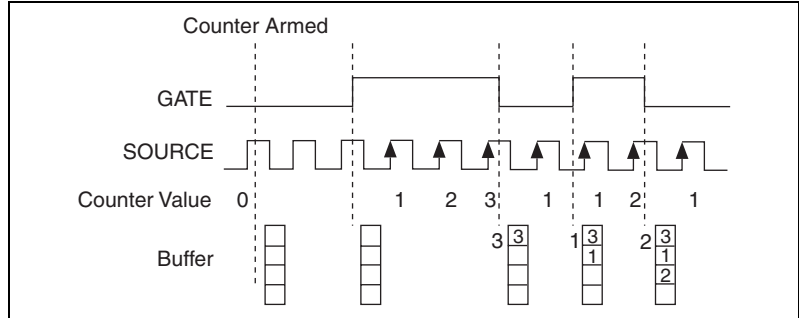 Counter Armed
GATE
SOURCE
Counter Value 0 1 2 3 1 1 2 1
Buffer
3 3
1 3
1
2 3
1
2